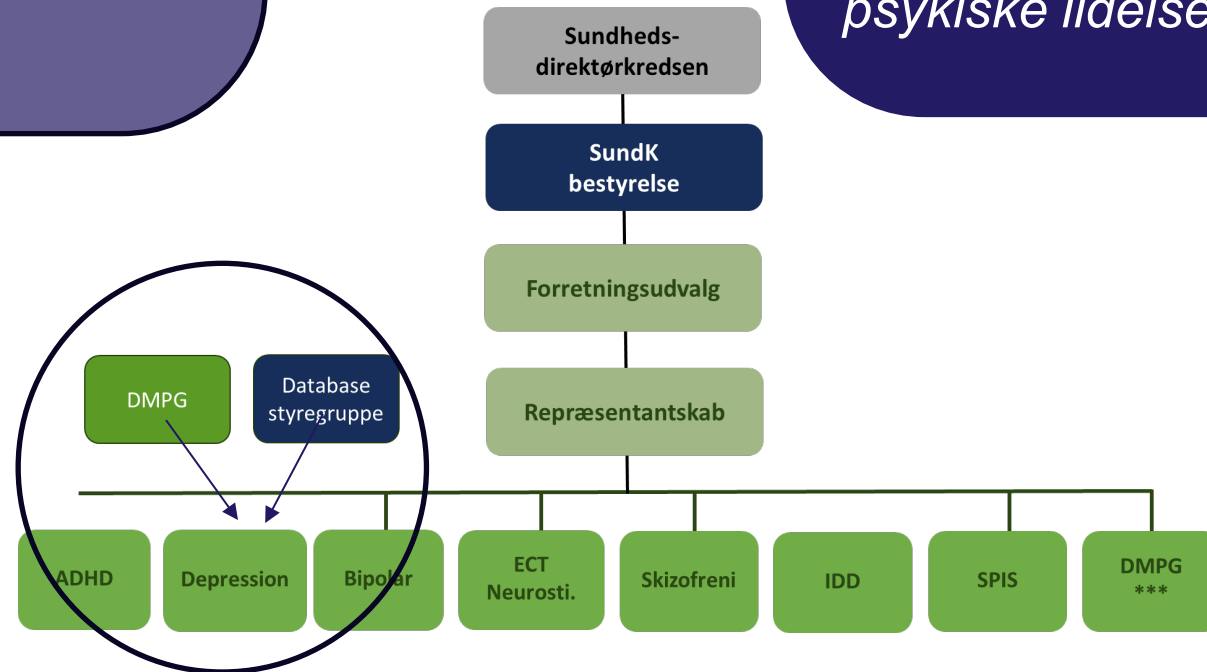 psykiske lidelse
Sundheds-
direktørkredsen
SundK
bestyrelse
Forretningsudvalg
DMPG
Database
styregruppe
Repræsentantskab
ADHD
Depression
Bipolar
ECT
Neurosti.
Skizofreni
IDD
SPIS
DMPG
***